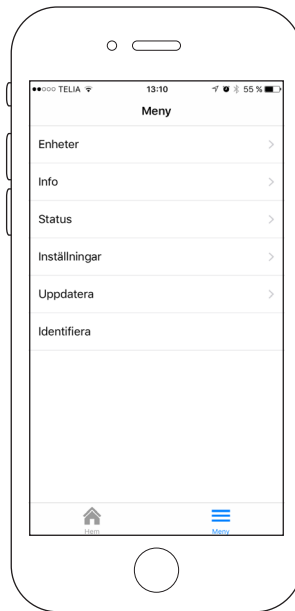 TELIA 13:10 55 %
Meny
Enheter
Info
Status
Inställningar
Uppdatera
Identifiera
Hem Meny